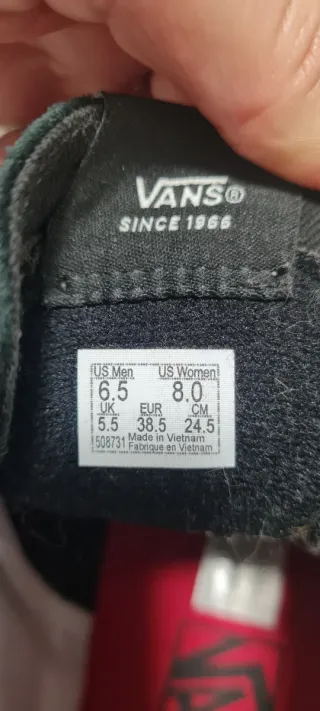 VANS®
SINCE 1966
US Men US Women
6.5 8.0
UK EUR CM
5.5 38.5 24.5
508731 Made in Vietnam
Fabrique en Vietnam